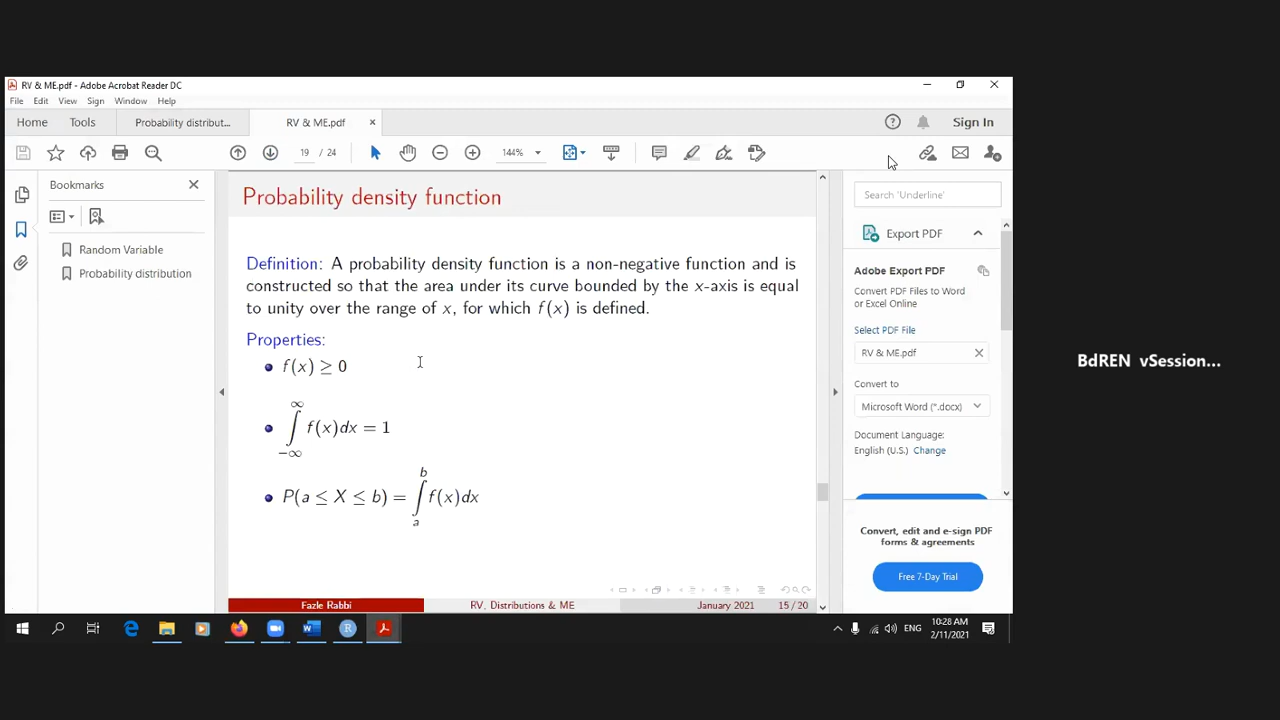 RV & ME.pdf - Adobe Acrobat Reader DC
File Edit View Sign Window Help
Home Tools Probability distribut... RV & ME.pdf × Sign In
19 / 24 144%
Bookmarks
Random Variable
Probability distribution
Probability density function
Definition: A probability density function is a non-negative function and is
constructed so that the area under its curve bounded by the x-axis is equal
to unity over the range of x, for which f(x) is defined.
Properties:
• f(x) ≥ 0
• ∫_{-∞}^{∞} f(x)dx = 1
• P(a ≤ X ≤ b) = ∫_{a}^{b} f(x)dx
Fazle Rabbi RV, Distributions & ME January 2021 15 / 20
Search 'Underline'
Export PDF
Adobe Export PDF
Convert PDF Files to Word
or Excel Online
Select PDF File
RV & ME.pdf
Convert to
Microsoft Word (*.docx)
Document Language:
English (U.S.) Change
Convert, edit and e-sign PDF
forms & agreements
Free 7-Day Trial
BdREN vSession...
ENG
10:28 AM
2/11/2021